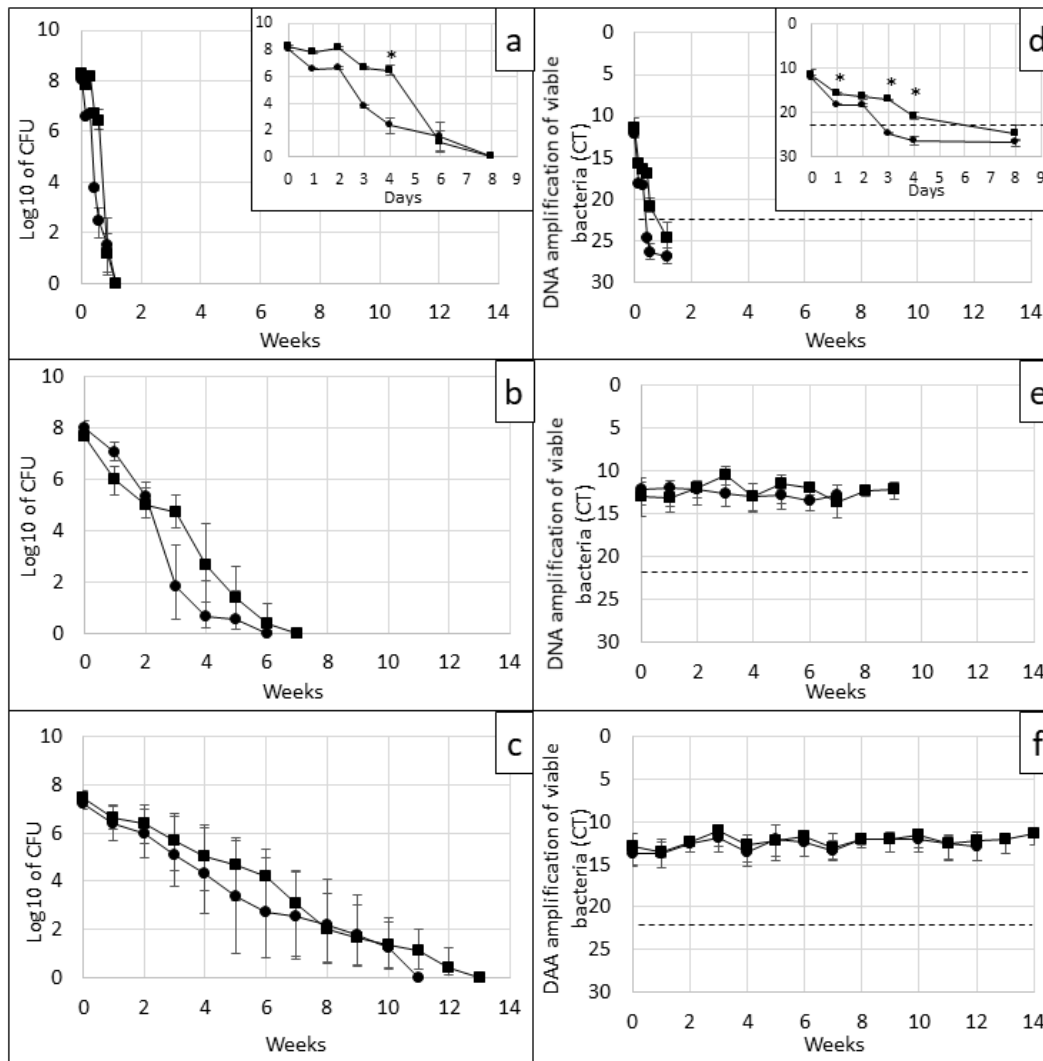 a
Log10 of CFU
10
8
6
4
2
0
0 2 4 6 8 10 12 14
Weeks
10
8
6
4
2
0
*
0 1 2 3 4 5 6 7 8 9
Days
d
DNA amplification of viable
bacteria (CT)
0
5
10
15
20
25
30
0 2 4 6 8 10 12 14
Weeks
0
10
20
30
* * *
0 1 2 3 4 5 6 7 8 9
Days
b
Log10 of CFU
10
8
6
4
2
0
0 2 4 6 8 10 12 14
Weeks
e
DNA amplification of viable
bacteria (CT)
0
5
10
15
20
25
30
0 2 4 6 8 10 12 14
Weeks
c
Log10 of CFU
10
8
6
4
2
0
0 2 4 6 8 10 12 14
Weeks
f
DAA amplification of viable
bacteria (CT)
0
5
10
15
20
25
30
0 2 4 6 8 10 12 14
Weeks